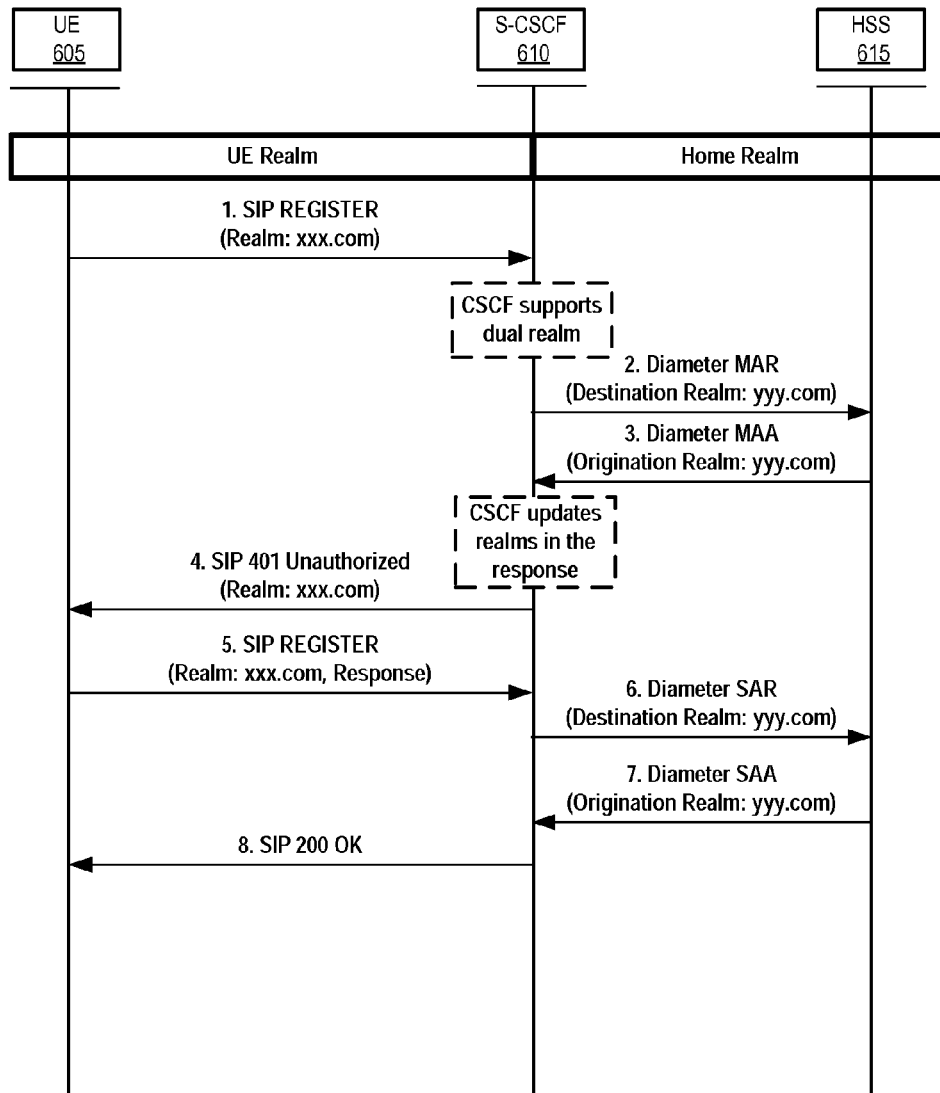 UE
605
S-CSCF
610
HSS
615
UE Realm
Home Realm
1. SIP REGISTER
(Realm: xxx.com)
CSCF supports
dual realm
2. Diameter MAR
(Destination Realm: yyy.com)
3. Diameter MAA
(Origination Realm: yyy.com)
CSCF updates
realms in the
response
4. SIP 401 Unauthorized
(Realm: xxx.com)
5. SIP REGISTER
(Realm: xxx.com, Response)
6. Diameter SAR
(Destination Realm: yyy.com)
7. Diameter SAA
(Origination Realm: yyy.com)
8. SIP 200 OK